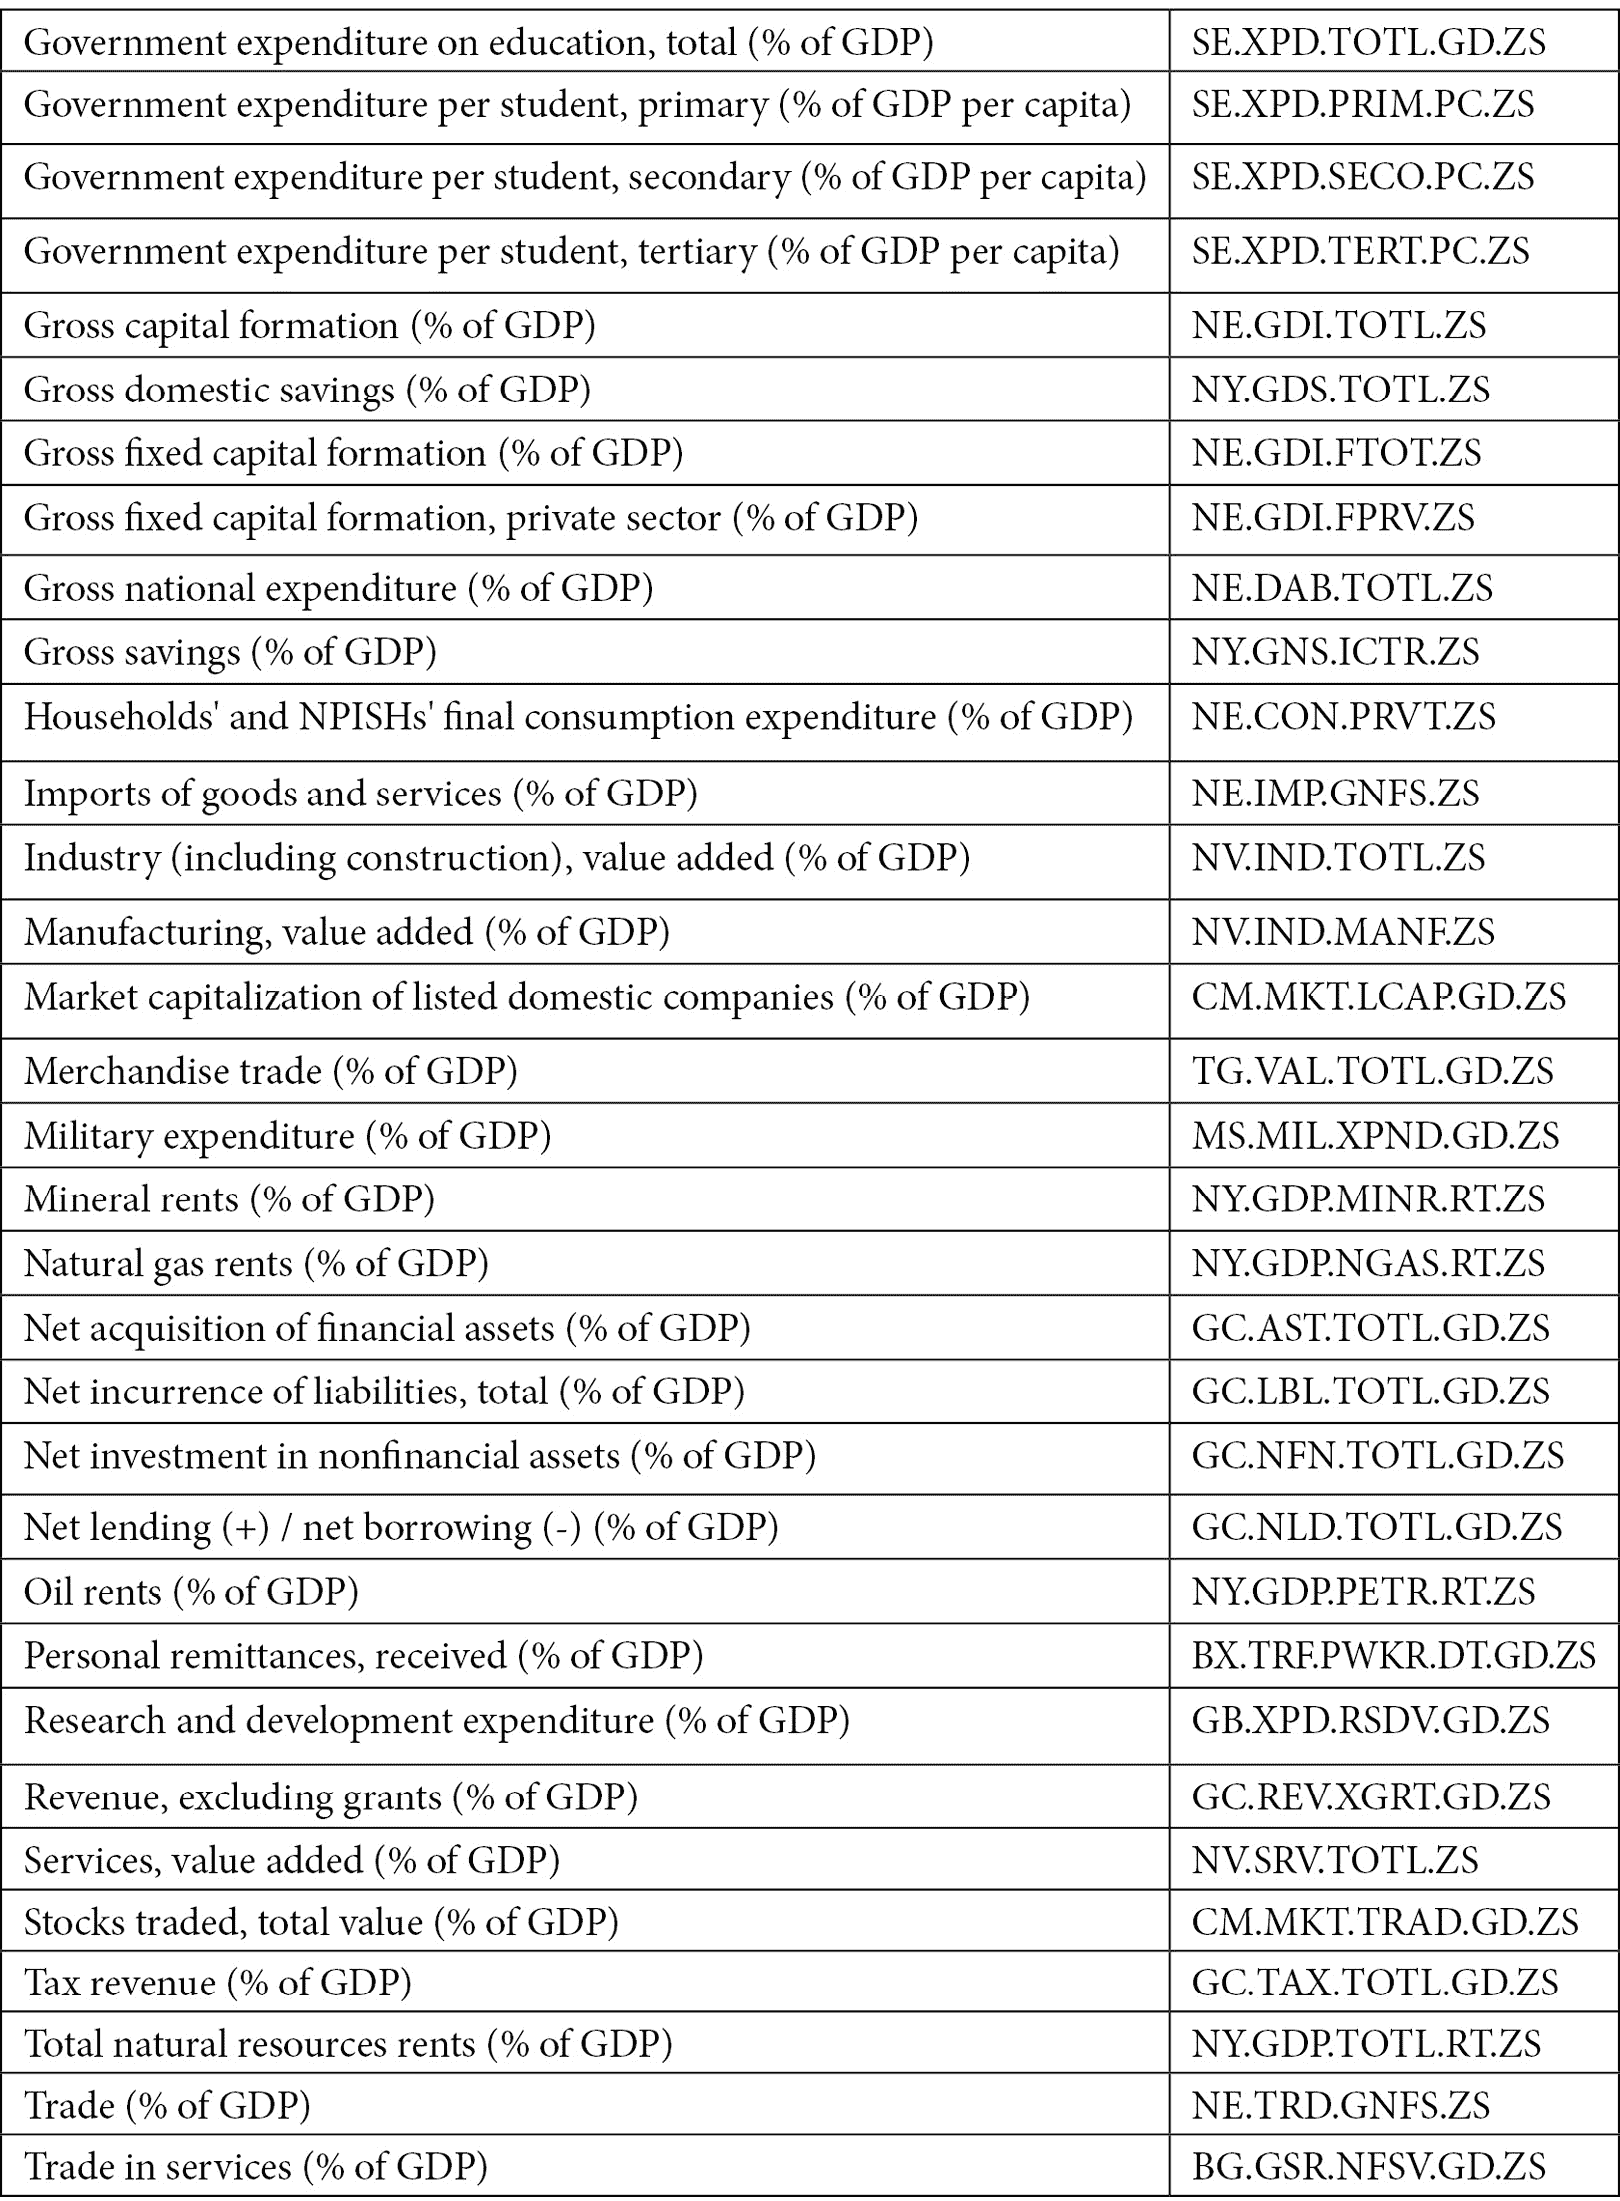 Government expenditure on education, total (% of GDP) SE.XPD.TOTL.GD.ZS
Government expenditure per student, primary (% of GDP per capita) SE.XPD.PRIM.PC.ZS
Government expenditure per student, secondary (% of GDP per capita) SE.XPD.SECO.PC.ZS
Government expenditure per student, tertiary (% of GDP per capita) SE.XPD.TERT.PC.ZS
Gross capital formation (% of GDP) NE.GDI.TOTL.ZS
Gross domestic savings (% of GDP) NY.GDS.TOTL.ZS
Gross fixed capital formation (% of GDP) NE.GDI.FTOT.ZS
Gross fixed capital formation, private sector (% of GDP) NE.GDI.FPRV.ZS
Gross national expenditure (% of GDP) NE.DAB.TOTL.ZS
Gross savings (% of GDP) NY.GNS.ICTR.ZS
Households' and NPISHs' final consumption expenditure (% of GDP) NE.CON.PRVT.ZS
Imports of goods and services (% of GDP) NE.IMP.GNFS.ZS
Industry (including construction), value added (% of GDP) NV.IND.TOTL.ZS
Manufacturing, value added (% of GDP) NV.IND.MANF.ZS
Market capitalization of listed domestic companies (% of GDP) CM.MKT.LCAP.GD.ZS
Merchandise trade (% of GDP) TG.VAL.TOTL.GD.ZS
Military expenditure (% of GDP) MS.MIL.XPND.GD.ZS
Mineral rents (% of GDP) NY.GDP.MINR.RT.ZS
Natural gas rents (% of GDP) NY.GDP.NGAS.RT.ZS
Net acquisition of financial assets (% of GDP) GC.AST.TOTL.GD.ZS
Net incurrence of liabilities, total (% of GDP) GC.LBL.TOTL.GD.ZS
Net investment in nonfinancial assets (% of GDP) GC.NFN.TOTL.GD.ZS
Net lending (+) / net borrowing (-) (% of GDP) GC.NLD.TOTL.GD.ZS
Oil rents (% of GDP) NY.GDP.PETR.RT.ZS
Personal remittances, received (% of GDP) BX.TRF.PWKR.DT.GD.ZS
Research and development expenditure (% of GDP) GB.XPD.RSDV.GD.ZS
Revenue, excluding grants (% of GDP) GC.REV.XGRT.GD.ZS
Services, value added (% of GDP) NV.SRV.TOTL.ZS
Stocks traded, total value (% of GDP) CM.MKT.TRAD.GD.ZS
Tax revenue (% of GDP) GC.TAX.TOTL.GD.ZS
Total natural resources rents (% of GDP) NY.GDP.TOTL.RT.ZS
Trade (% of GDP) NE.TRD.GNFS.ZS
Trade in services (% of GDP) BG.GSR.NFSV.GD.ZS